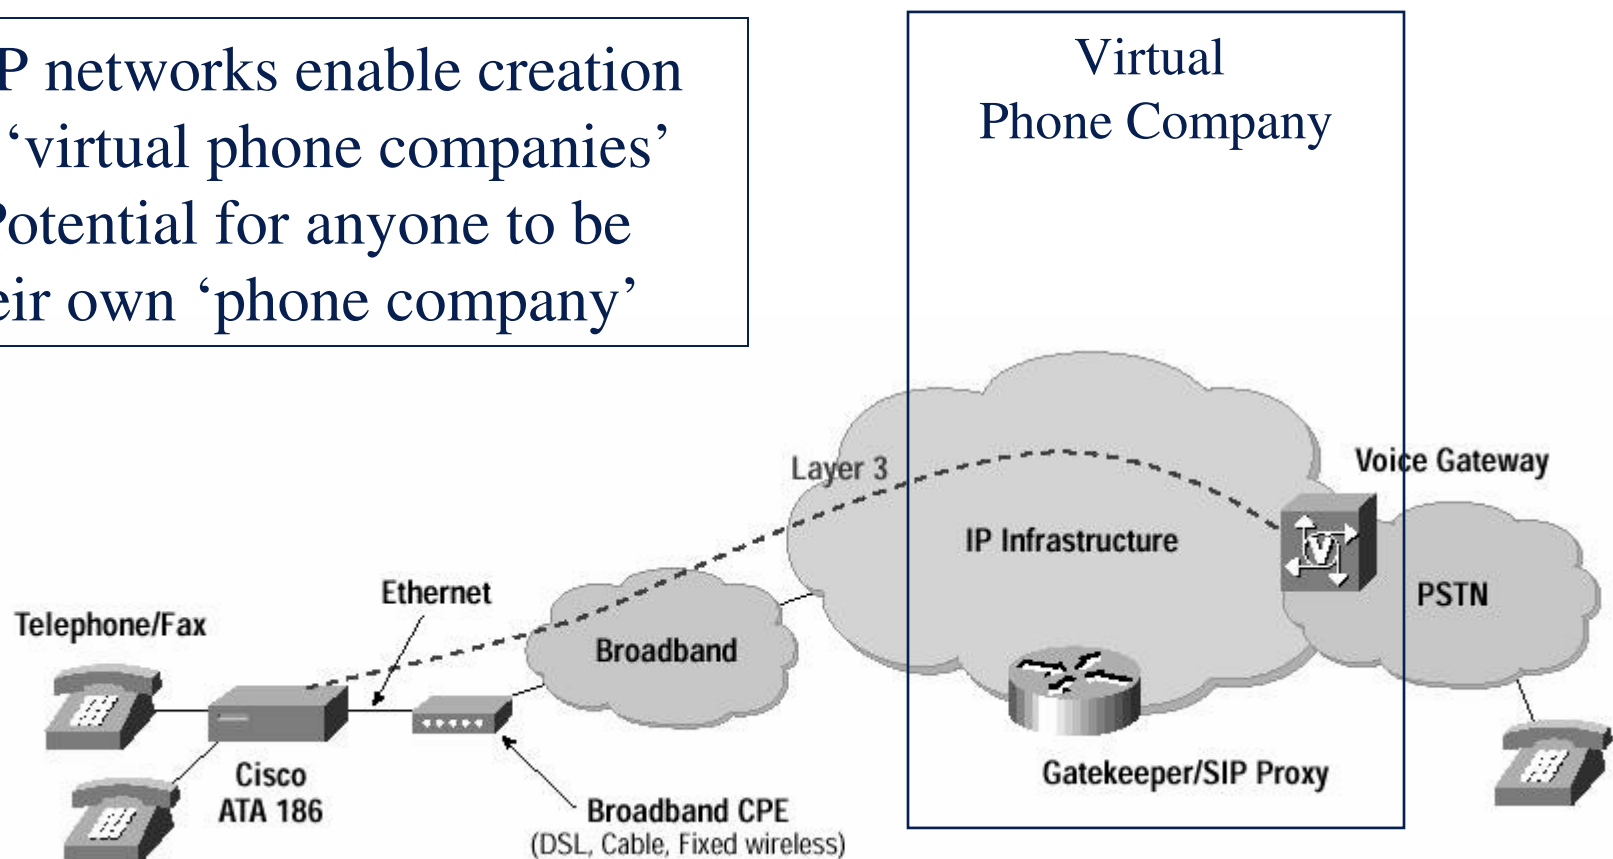 P networks enable creation
‘virtual phone companies’
Potential for anyone to be
eir own ‘phone company’
Virtual
Phone Company
Layer 3
Voice Gateway
IP Infrastructure
PSTN
Ethernet
Telephone/Fax
Broadband
Cisco
ATA 186
Gatekeeper/SIP Proxy
Broadband CPE
(DSL, Cable, Fixed wireless)
V